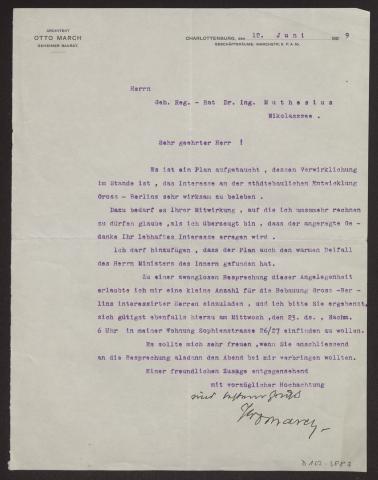 ARCHITEKT
OTTO MARCH
GEHEIMER BAURAT.
CHARLOTTENBURG, DEN 12. Juni 190 9
GESCHÄFTSRÄUME: MARCHSTR. 8. P. A. St.
Herrn
Geh. Reg. - Rat Dr. ing. Muthesius
Nikolassee.
Sehr geehrter Herr !
Es ist ein Plan aufgetaucht, dessen Verwirklichung
im Stande ist, das Interesse an der städtebaulichen Entwicklung
Gross - Berlins sehr wirksam zu beleben.
Dazu bedarf es Ihrer Mitwirkung, auf die ich umsomehr rechnen
zu dürfen glaube, als ich überzeugt bin, dass der angeregte Ge-
danke Ihr lebhaftes Interesse erregen wird.
Ich darf hinzufügen, dass der Plan auch den warmen Beifall
des Herrn Ministers des Innern gefunden hat.
Zu einer zwanglosen Besprechung dieser Angelegenheit
erlaubte ich mir eine kleine Anzahl für die Bebauung Gross -Ber -
lins interessirter Herren einzuladen, und ich bitte Sie ergebenst,
sich gütigst ebenfalls hierzu am Mittwoch, den 23. ds., Nachm.
6 Uhr in meiner Wohnung Sophienstrasse 26/27 einfinden zu wollen.
Es sollte mich sehr freuen, wenn Sie anschliessend
an die Besprechung alsdann den Abend bei mir verbringen wollten.
Einer freundlichen Zusage entgegensehend
mit vorzüglicher Hochachtung
mit bestem Gruss
Otto March